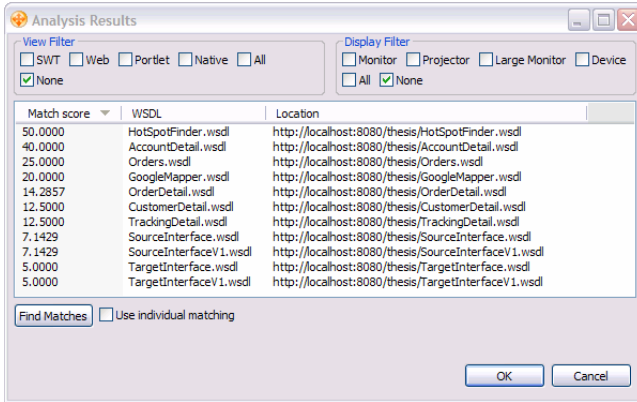 Analysis Results
View Filter
SWT Web Portlet Native All
None
Display Filter
Monitor Projector Large Monitor Device
All None
Match score WSDL Location
50.0000 HotSpotFinder.wsdl http://localhost:8080/thesis/HotSpotFinder.wsdl
40.0000 AccountDetail.wsdl http://localhost:8080/thesis/AccountDetail.wsdl
25.0000 Orders.wsdl http://localhost:8080/thesis/Orders.wsdl
20.0000 GoogleMapper.wsdl http://localhost:8080/thesis/GoogleMapper.wsdl
14.2857 OrderDetail.wsdl http://localhost:8080/thesis/OrderDetail.wsdl
12.5000 CustomerDetail.wsdl http://localhost:8080/thesis/CustomerDetail.wsdl
12.5000 TrackingDetail.wsdl http://localhost:8080/thesis/TrackingDetail.wsdl
7.1429 SourceInterface.wsdl http://localhost:8080/thesis/SourceInterface.wsdl
7.1429 SourceInterfaceV1.wsdl http://localhost:8080/thesis/SourceInterfaceV1.wsdl
5.0000 TargetInterface.wsdl http://localhost:8080/thesis/TargetInterface.wsdl
5.0000 TargetInterfaceV1.wsdl http://localhost:8080/thesis/TargetInterfaceV1.wsdl
Find Matches Use individual matching
OK Cancel